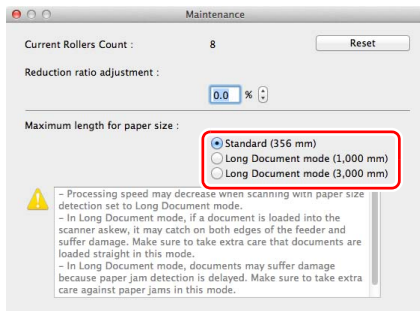 Maintenance
Current Rollers Count : 8 Reset
Reduction ratio adjustment :
0.0 %
Maximum length for paper size :
Standard (356 mm)
Long Document mode (1,000 mm)
Long Document mode (3,000 mm)
– Processing speed may decrease when scanning with paper size
detection set to Long Document mode.
– In Long Document mode, if a document is loaded into the
scanner askew, it may catch on both edges of the feeder and
suffer damage. Make sure to take extra care that documents are
loaded straight in this mode.
– In Long Document mode, documents may suffer damage
because paper jam detection is delayed. Make sure to take extra
care against paper jams in this mode.